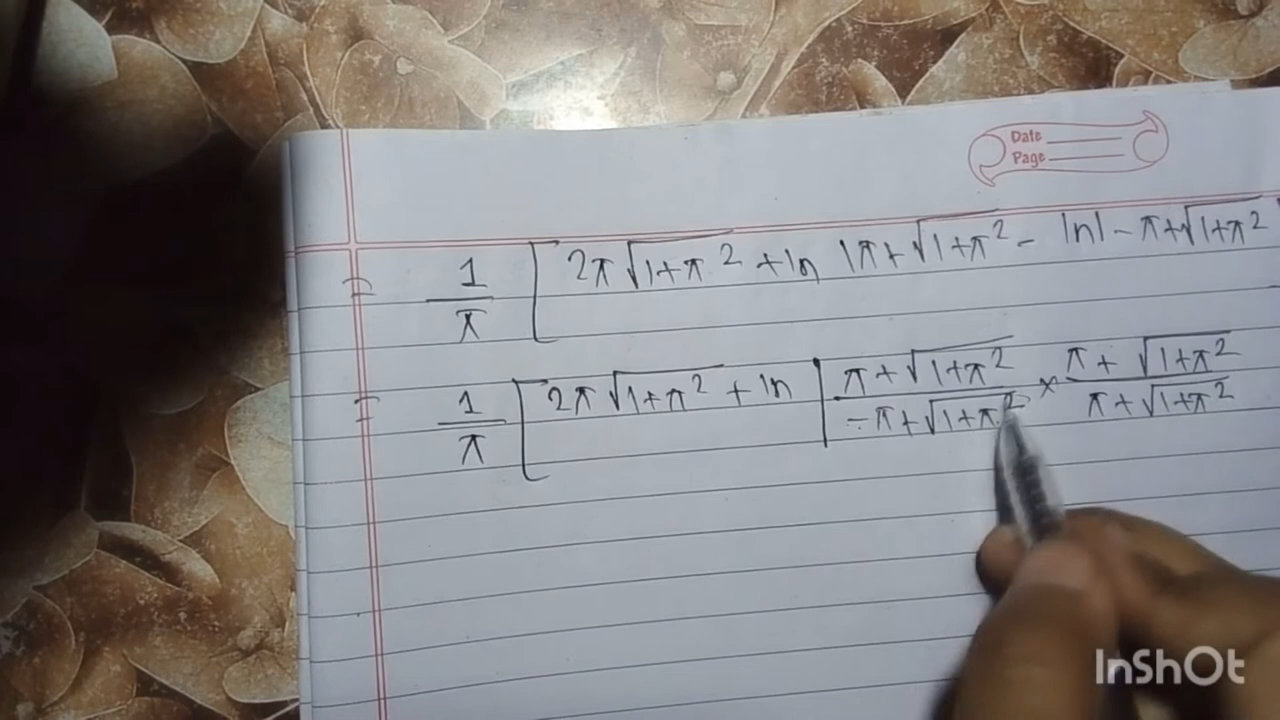 Date
Page
= 1/π [2π√1+π² + ln |π+√1+π² - ln|-π+√1+π²
= 1/π [2π√1+π² + ln |π+√1+π²/-π+√1+π² × π+√1+π²/π+√1+π²
InShOt